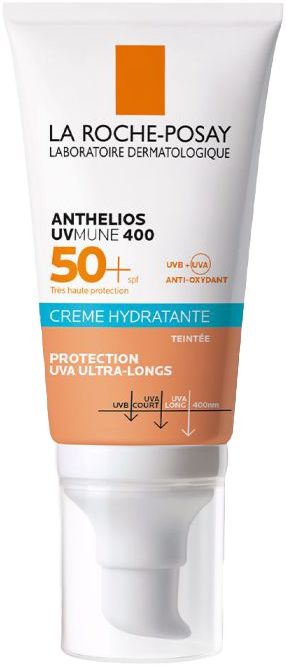 LA ROCHE-POSAY
LABORATOIRE DERMATOLOGIQUE
ANTHELIOS
UVMUNE 400
50+ spf
Très haute protection
UVB + UVA
ANTI-OXYDANT
CREME HYDRATANTE
TEINTÉE
PROTECTION
UVA ULTRA-LONGS
UVB
UVA
COURT
UVA
LONG
400nm